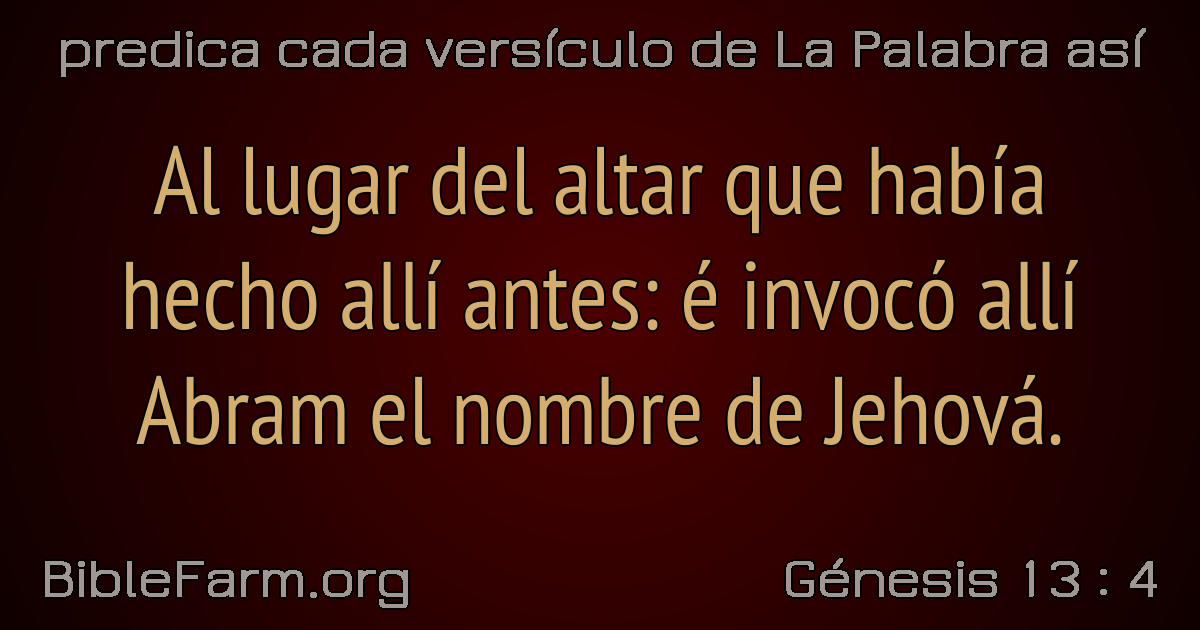 predica cada versículo de La Palabra así
Al lugar del altar que había
hecho allí antes: é invocó allí
Abram el nombre de Jehová.
BibleFarm.org
Génesis 13 : 4